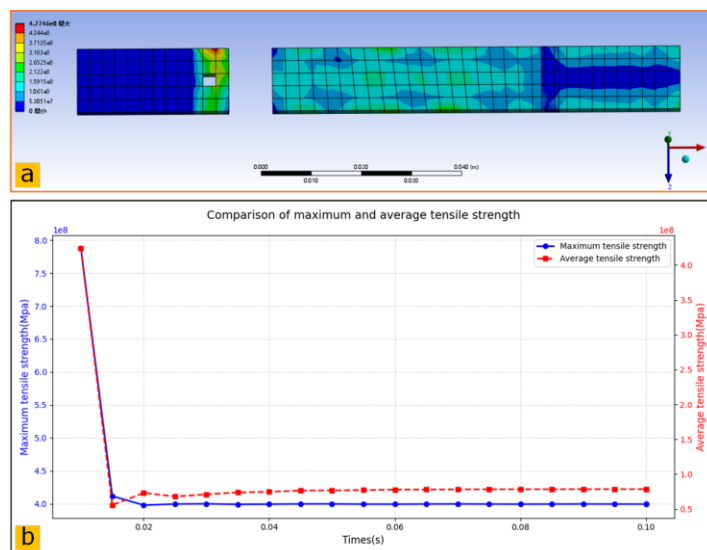 4.7746e8 最大
4.244e8
3.7135e8
3.183e8
2.6525e8
2.122e8
1.5915e8
1.061e8
5.3051e7
0 最小
Y
X
Z
0.000
0.040 (m)
0.010
0.030
a
Comparison of maximum and average tensile strength
1e8
1e8
Maximum tensile strength
Average tensile strength
8.0
7.5
7.0
6.5
6.0
5.5
5.0
4.5
4.0
Maximum tensile strength(Mpa)
4.0
3.5
3.0
2.5
2.0
1.5
1.0
0.5
Average tensile strength(Mpa)
0.02
0.04
0.06
0.08
0.10
Times(s)
b